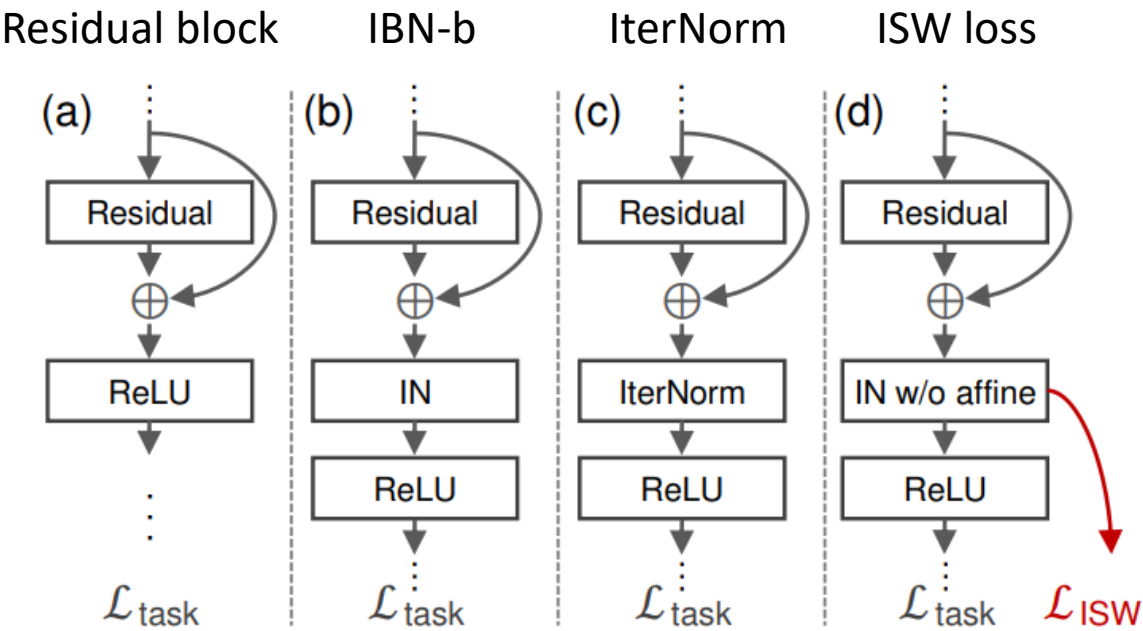 Residual block IBN-b IterNorm ISW loss
(a) (b) (c) (d)
Residual Residual Residual Residual
ReLU IN IterNorm IN w/o affine
ReLU ReLU ReLU
ℒtask ℒtask ℒtask ℒtask ℒISW